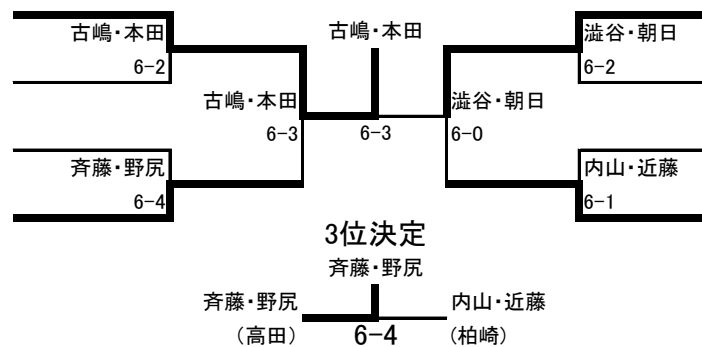 古嶋・本田
6-2
古嶋・本田
澁谷・朝日
6-2
古嶋・本田
6-3
6-3
澁谷・朝日
6-0
斉藤・野尻
6-4
内山・近藤
6-1
3位決定
斉藤・野尻
斉藤・野尻
(高田)
6-4
内山・近藤
(柏崎)